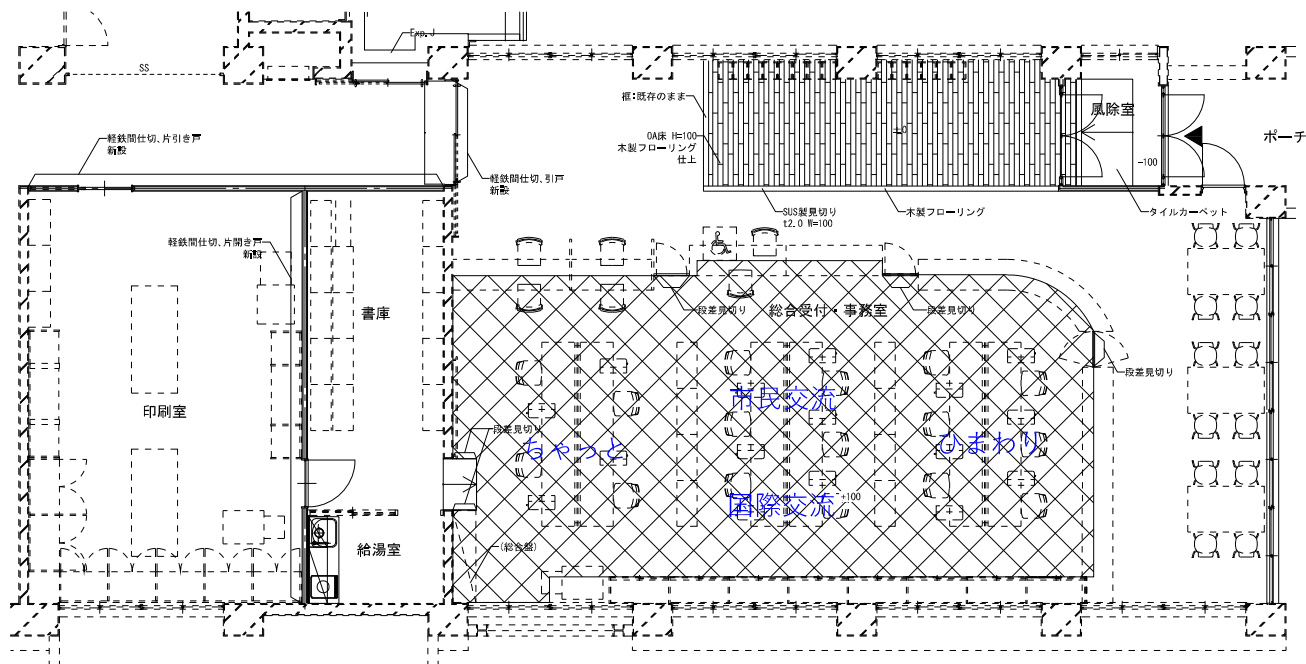 Exp.J
SS
框:既存のまま
OA床 H=100
木製フローリング
仕上
±0
風除室
-100
ポーチ
軽鉄間仕切、片引き戸
新設
軽鉄間仕切、引戸
新設
SUS製見切り
t2.0 W=100
木製フローリング
タイルカーペット
軽鉄間仕切、片開き戸
新設
書庫
段差見切り
総合受付・事務室
段差見切り
段差見切り
印刷室
市民交流
段差見切り
ちゃっと
ひまわり
国際交流
+100
給湯室
(総合盤)